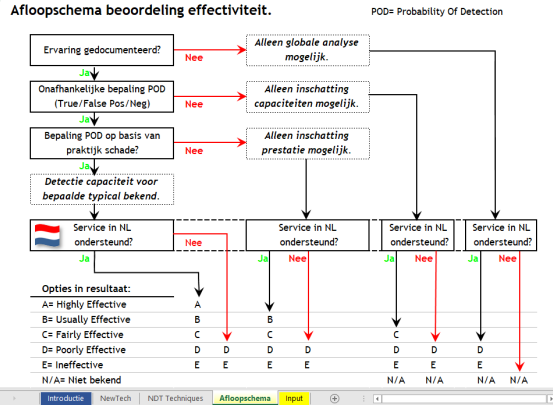 Afloopschema beoordeling effectiviteit.
POD= Probability Of Detection
Ervaring gedocumenteerd?
Nee
Alleen globale analyse
mogelijk.
Ja
Onafhankelijke bepaling POD
(True/False Pos/Neg)
Nee
Alleen inschatting
capaciteiten mogelijk.
Ja
Bepaling POD op basis van
praktijk schade?
Nee
Alleen inschatting
prestatie mogelijk.
Ja
Detectie capaciteit voor
bepaalde typical bekend.
Service in NL
ondersteund?
Nee
Service in NL
ondersteund?
Service in NL
ondersteund?
Service in NL
ondersteund?
Ja Ja Nee Ja Nee Ja Nee
Opties in resultaat:
A= Highly Effective A
B= Usually Effective B B
C= Fairly Effective C C C
D= Poorly Effective D D D D D D D
E= Ineffective E E E E E E E
N/A= Niet bekend N/A N/A N/A N/A
Introductie NewTech NDT Techniques Afloopschema Input